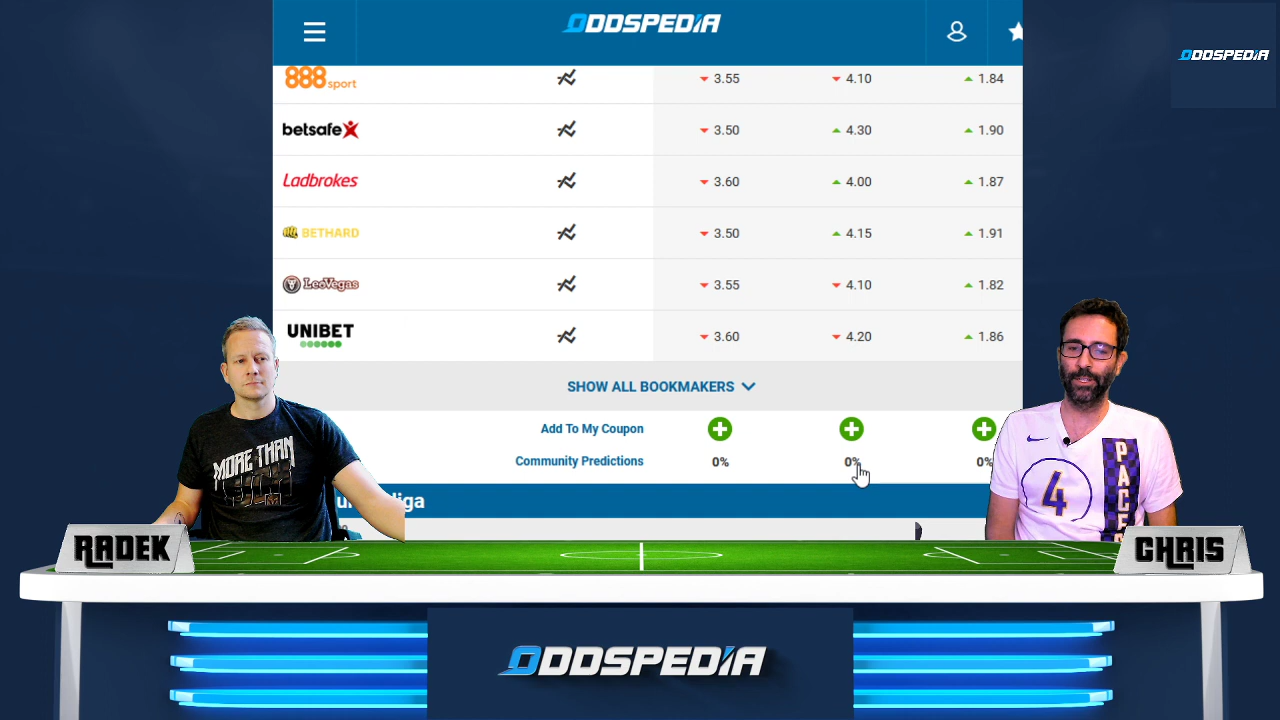 ODDSPEDIA
ODDSPEDIA
888sport 3.55 4.10 1.84
betsafe 3.50 4.30 1.90
Ladbrokes 3.60 4.00 1.87
BETHARD 3.50 4.15 1.91
LeoVegas 3.55 4.10 1.82
UNIBET 3.60 4.20 1.86
SHOW ALL BOOKMAKERS
Add To My Coupon
Community Predictions 0% 0% 0%
MORE THAN
4
PACE
RADEK
CHRIS
ODDSPEDIA